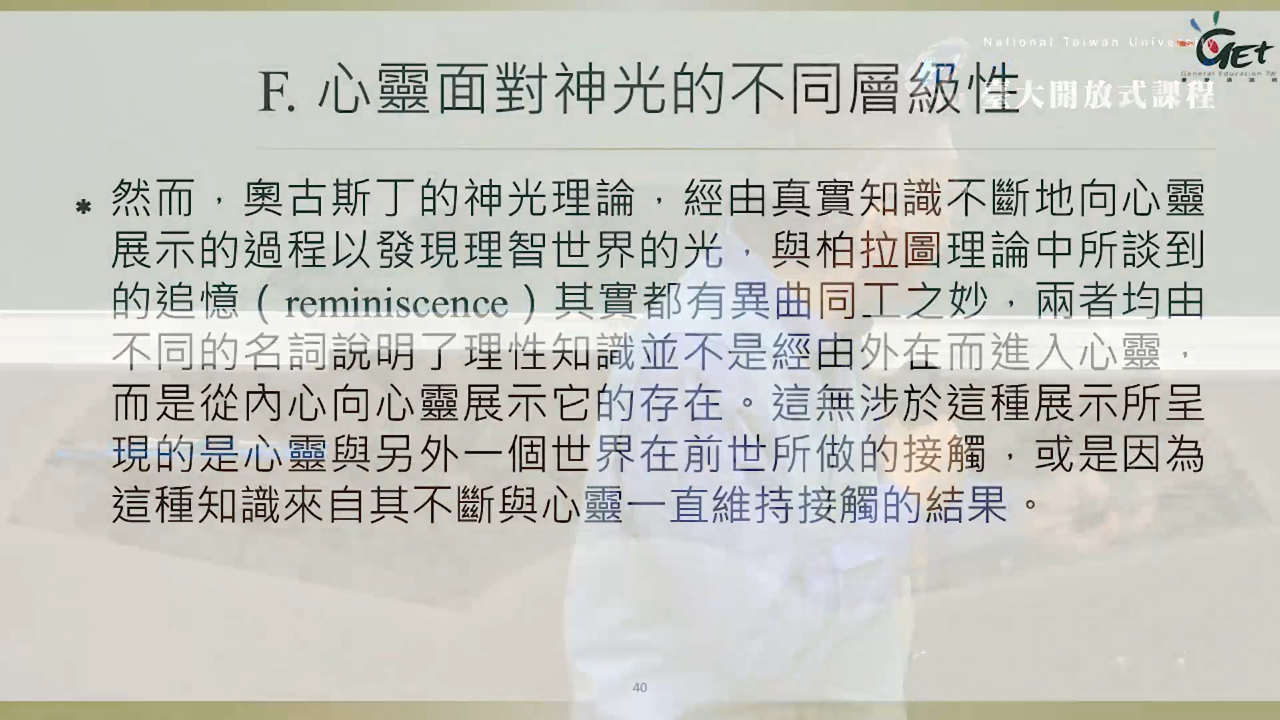 National Taiwan University
GET
General Education TW
臺大開放式課程
F. 心靈面對神光的不同層級性
* 然而，奧古斯丁的神光理論，經由真實知識不斷地向心靈
展示的過程以發現理智世界的光，與柏拉圖理論中所談到
的追憶（reminiscence）其實都有異曲同工之妙，兩者均由
不同的名詞說明了理性知識並不是經由外在而進入心靈，
而是從內心向心靈展示它的存在。這無涉於這種展示所呈
現的是心靈與另外一個世界在前世所做的接觸，或是因為
這種知識來自其不斷與心靈一直維持接觸的結果。
40